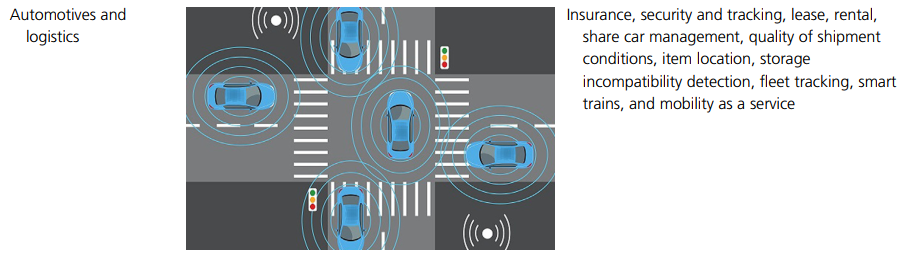 Automotives and
logistics
Insurance, security and tracking, lease, rental,
share car management, quality of shipment
conditions, item location, storage
incompatibility detection, fleet tracking, smart
trains, and mobility as a service